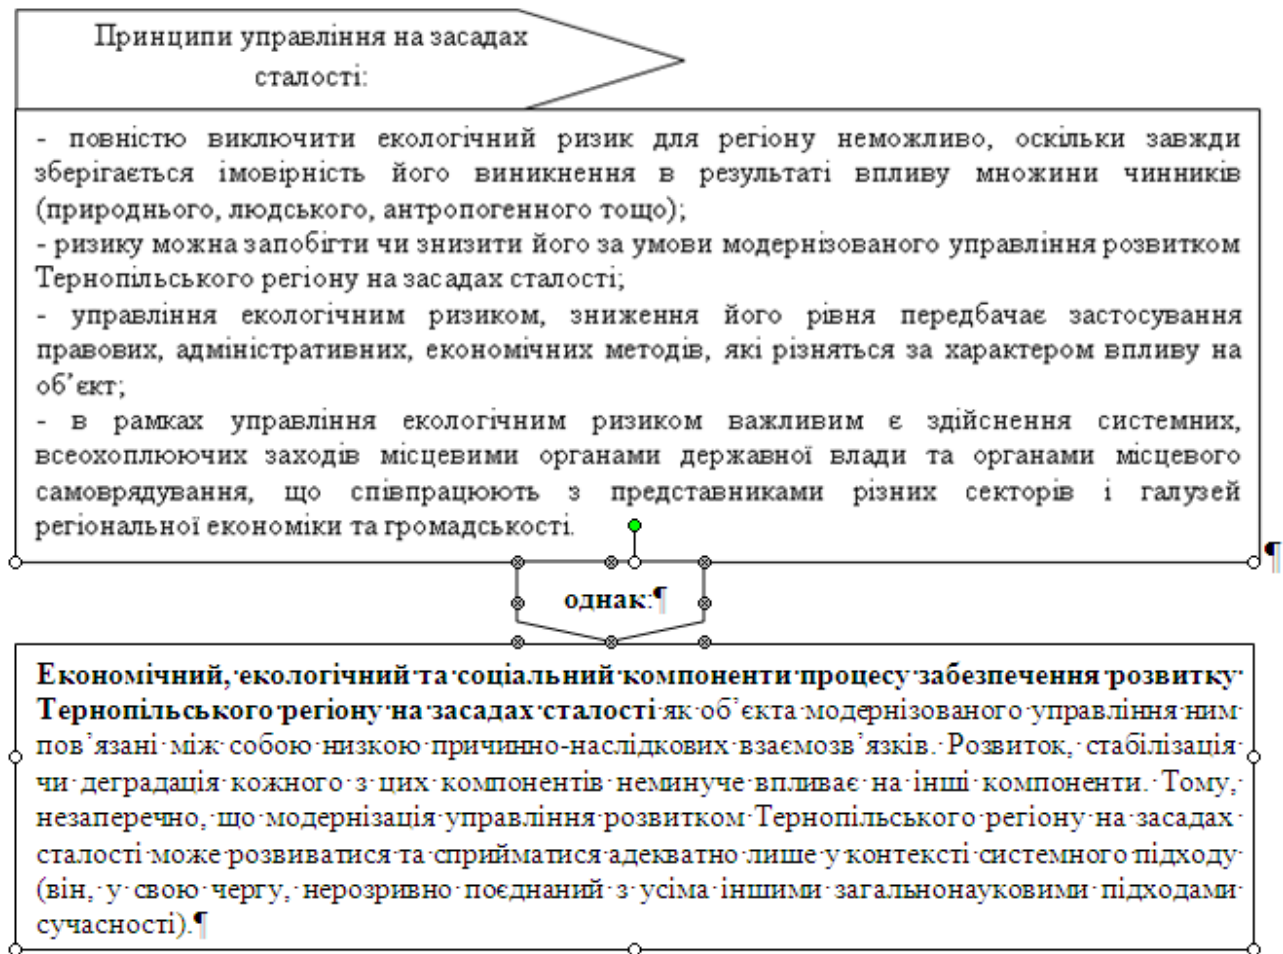 Принципи управління на засадах
сталості:
- повністю виключити екологічний ризик для регіону неможливо, оскільки завжди
зберігається імовірність його виникнення в результаті впливу множини чинників
(природнього, людського, антропогенного тощо);
- ризику можна запобігти чи знизити його за умови модернізованого управління розвитком
Тернопільського регіону на засадах сталості;
- управління екологічним ризиком, зниження його рівня передбачає застосування
правових, адміністративних, економічних методів, які різняться за характером впливу на
об’єкт;
- в рамках управління екологічним ризиком важливим є здійснення системних,
всеохоплюючих заходів місцевими органами державної влади та органами місцевого
самоврядування, що співпрацюють з представниками різних секторів і галузей
регіональної економіки та громадськості.
¶
однак:¶
Економічний, екологічний та соціальний компоненти процесу забезпечення розвитку
Тернопільського регіону на засадах сталості як об’єкта модернізованого управління ним
пов’язані між собою низкою причинно-наслідкових взаємозв’язків. Розвиток, стабілізація
чи деградація кожного з цих компонентів неминуче впливає на інші компоненти. Тому,
незаперечно, що модернізація управління розвитком Тернопільського регіону на засадах
сталості може розвиватися та сприйматися адекватно лише у контексті системного підходу
(він, у свою чергу, нерозривно поєднаний з усіма іншими загальнонауковими підходами
сучасності).¶